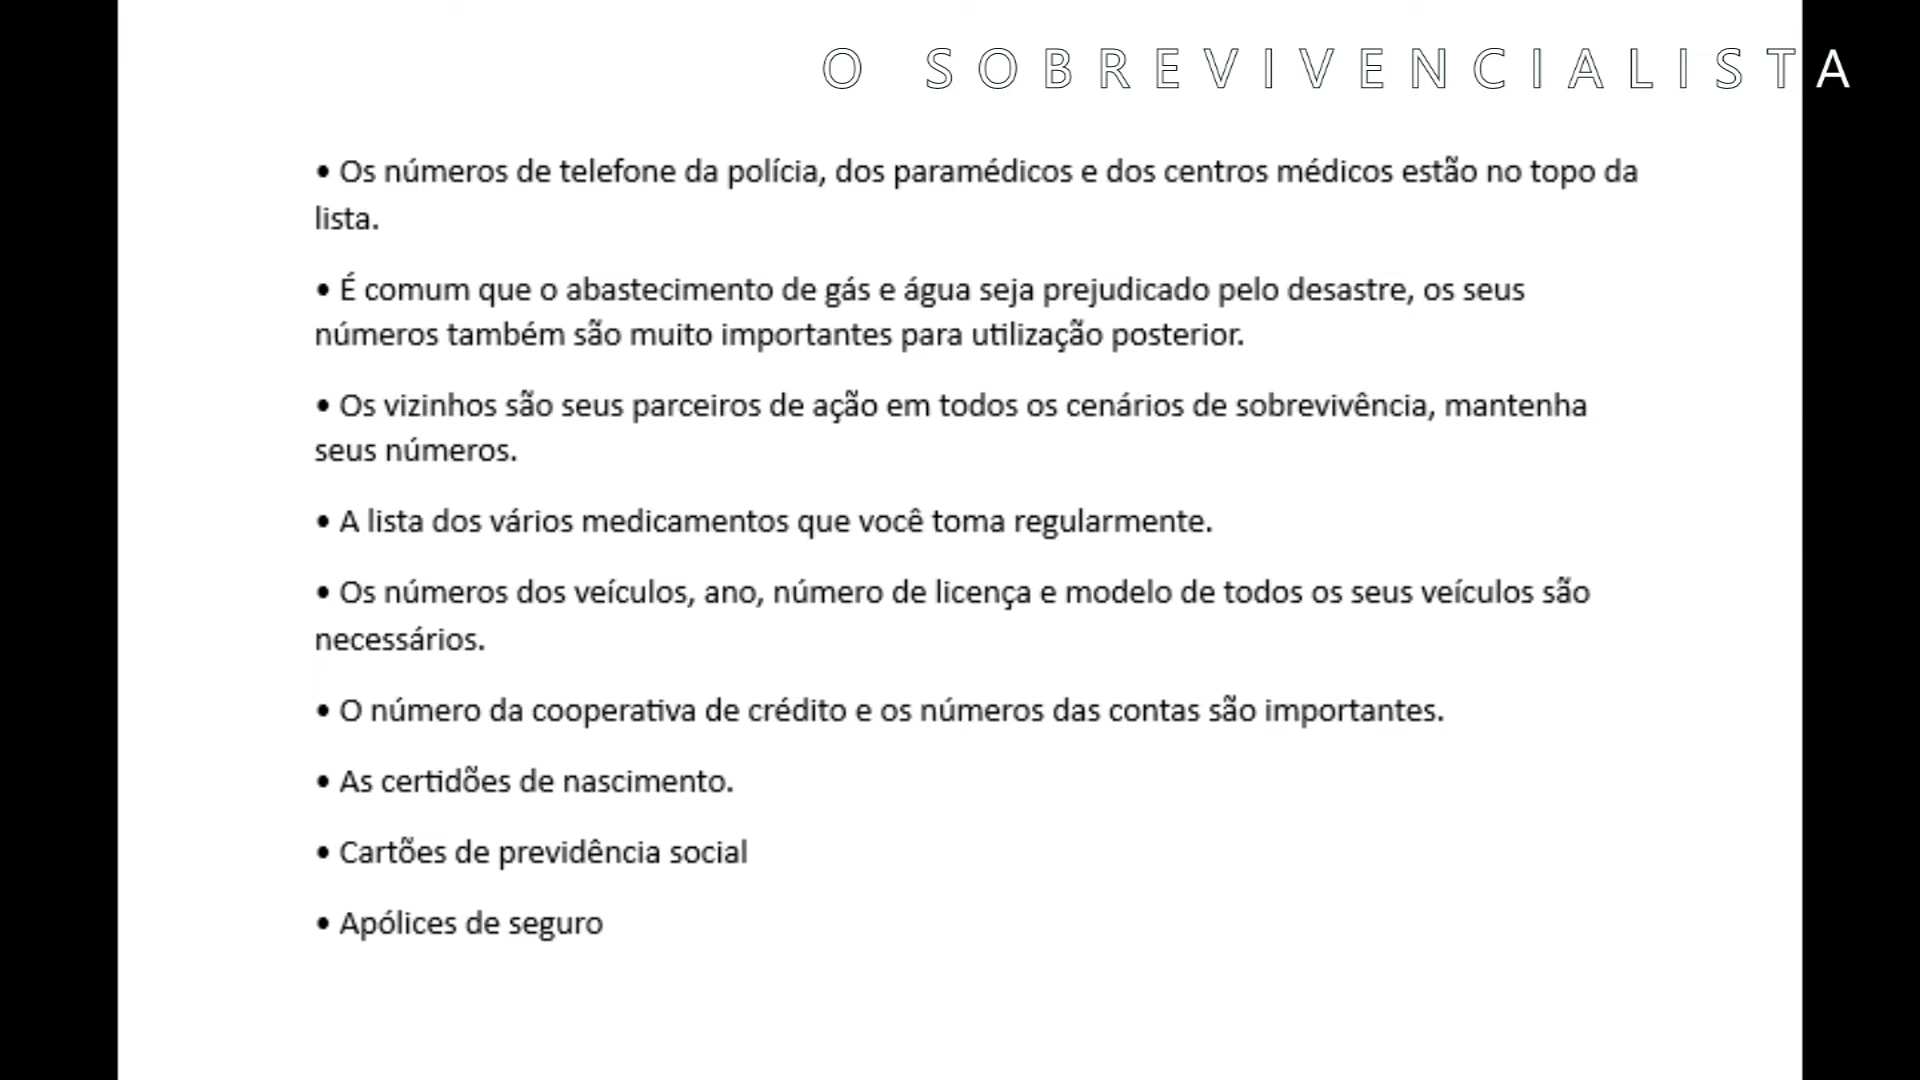 O SOBREVIVENCIALISTA
• Os números de telefone da polícia, dos paramédicos e dos centros médicos estão no topo da
lista.
• É comum que o abastecimento de gás e água seja prejudicado pelo desastre, os seus
números também são muito importantes para utilização posterior.
• Os vizinhos são seus parceiros de ação em todos os cenários de sobrevivência, mantenha
seus números.
• A lista dos vários medicamentos que você toma regularmente.
• Os números dos veículos, ano, número de licença e modelo de todos os seus veículos são
necessários.
• O número da cooperativa de crédito e os números das contas são importantes.
• As certidões de nascimento.
• Cartões de previdência social
• Apólices de seguro